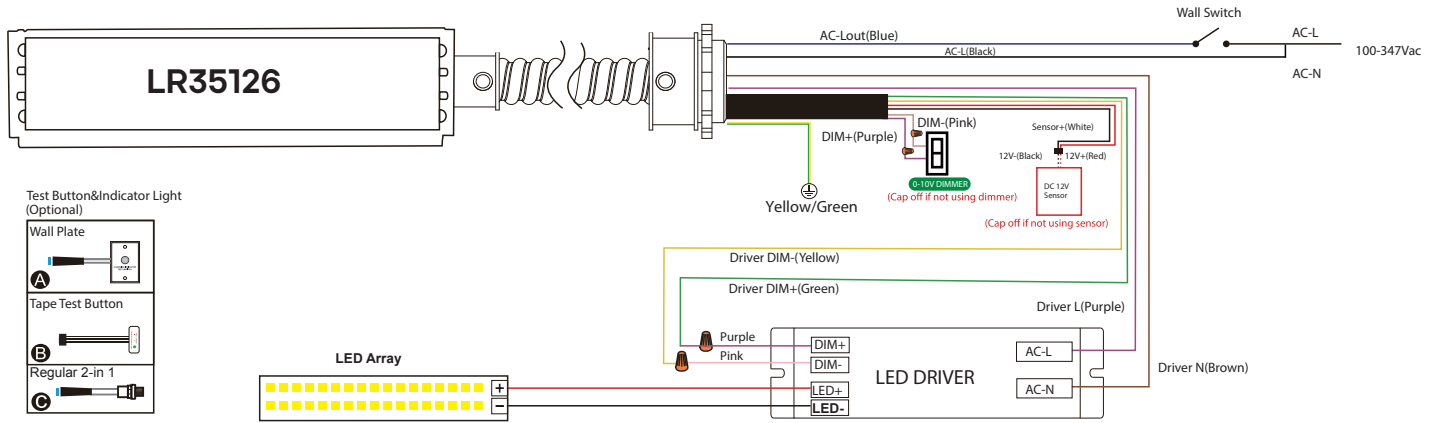 Wall Switch
AC-Lout(Blue)
AC-L
AC-L(Black)
100-347Vac
AC-N
LR35126
DIM-(Pink)
DIM+(Purple)
Sensor+(White)
12V-(Black)
12V+(Red)
0-10V DIMMER
(Cap off if not using dimmer)
DC 12V
Sensor
(Cap off if not using sensor)
Yellow/Green
Test Button&Indicator Light
(Optional)
Wall Plate
A
Tape Test Button
B
Regular 2-in 1
C
Driver DIM-(Yellow)
Driver DIM+(Green)
Driver L(Purple)
Purple
Pink
DIM+
DIM-
LED+
LED-
LED DRIVER
AC-L
AC-N
Driver N(Brown)
LED Array
+
−